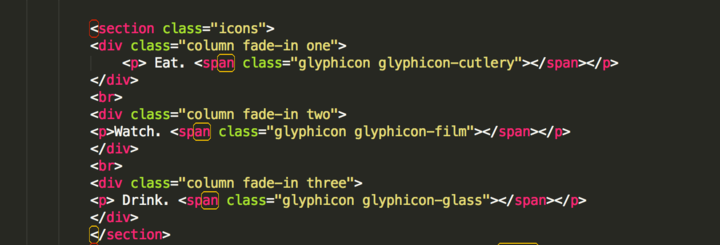 <section class="icons">
<div class="column fade-in one">
<p> Eat. <span class="glyphicon glyphicon-cutlery"></span></p>
</div>
<br>
<div class="column fade-in two">
<p>Watch. <span class="glyphicon glyphicon-film"></span></p>
</div>
<br>
<div class="column fade-in three">
<p> Drink. <span class="glyphicon glyphicon-glass"></span></p>
</div>
</section>